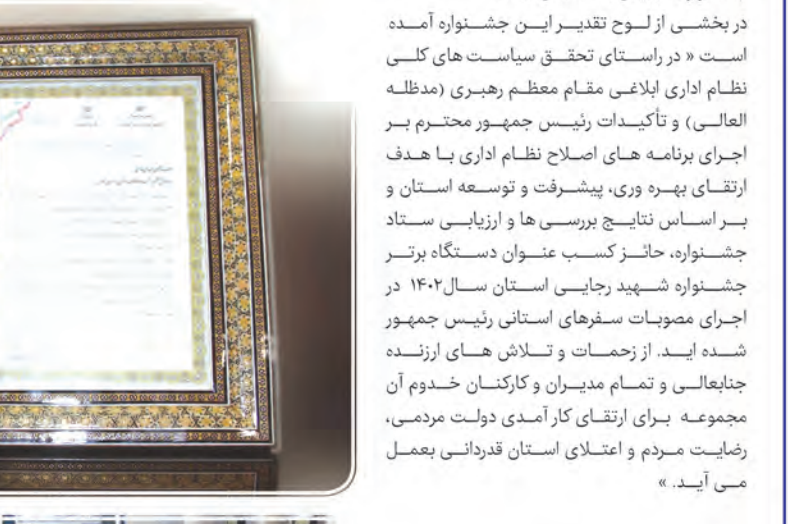 در بخشی از لوح تقدیر این جشنواره آمده
است « در راستای تحقق سیاست های کلی
نظام اداری ابلاغی مقام معظم رهبری (مدظله
العالی) و تأکیدات رئیس جمهور محترم بر
اجرای برنامه های اصلاح نظام اداری با هدف
ارتقای بهره وری، پیشرفت و توسعه استان و
بر اساس نتایج بررسی ها و ارزیابی ستاد
جشنواره، حائز کسب عنوان دستگاه برتر
جشنواره شهید رجایی استان سال۱۴۰۲ در
اجرای مصوبات سفرهای استانی رئیس جمهور
شده اید. از زحمات و تلاش های ارزنده
جنابعالی و تمام مدیران و کارکنان خدوم آن
مجموعه برای ارتقای کار آمدی دولت مردمی،
رضایت مردم و اعتلای استان قدردانی بعمل
می آید. »